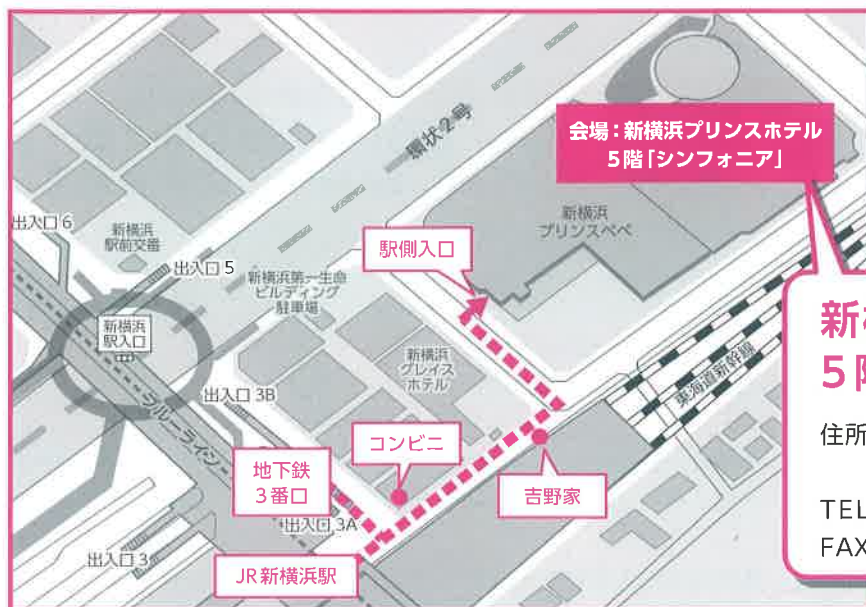 会場：新横浜プリンスホテル
5階「シンフォニア」
環状2号
出入口 6
新横浜
駅前交番
出入口 5
新横浜
プリンスペペ
駅側入口
新横浜第一生命
ビルディング
駐車場
新横浜
駅入口
新横浜
グレイス
ホテル
東海道新幹線
出入口 3B
ブルーライン
コンビニ
地下鉄
3番口
吉野家
出入口 3A
出入口 3
JR新横浜駅
5階
住所
TEL
FAX